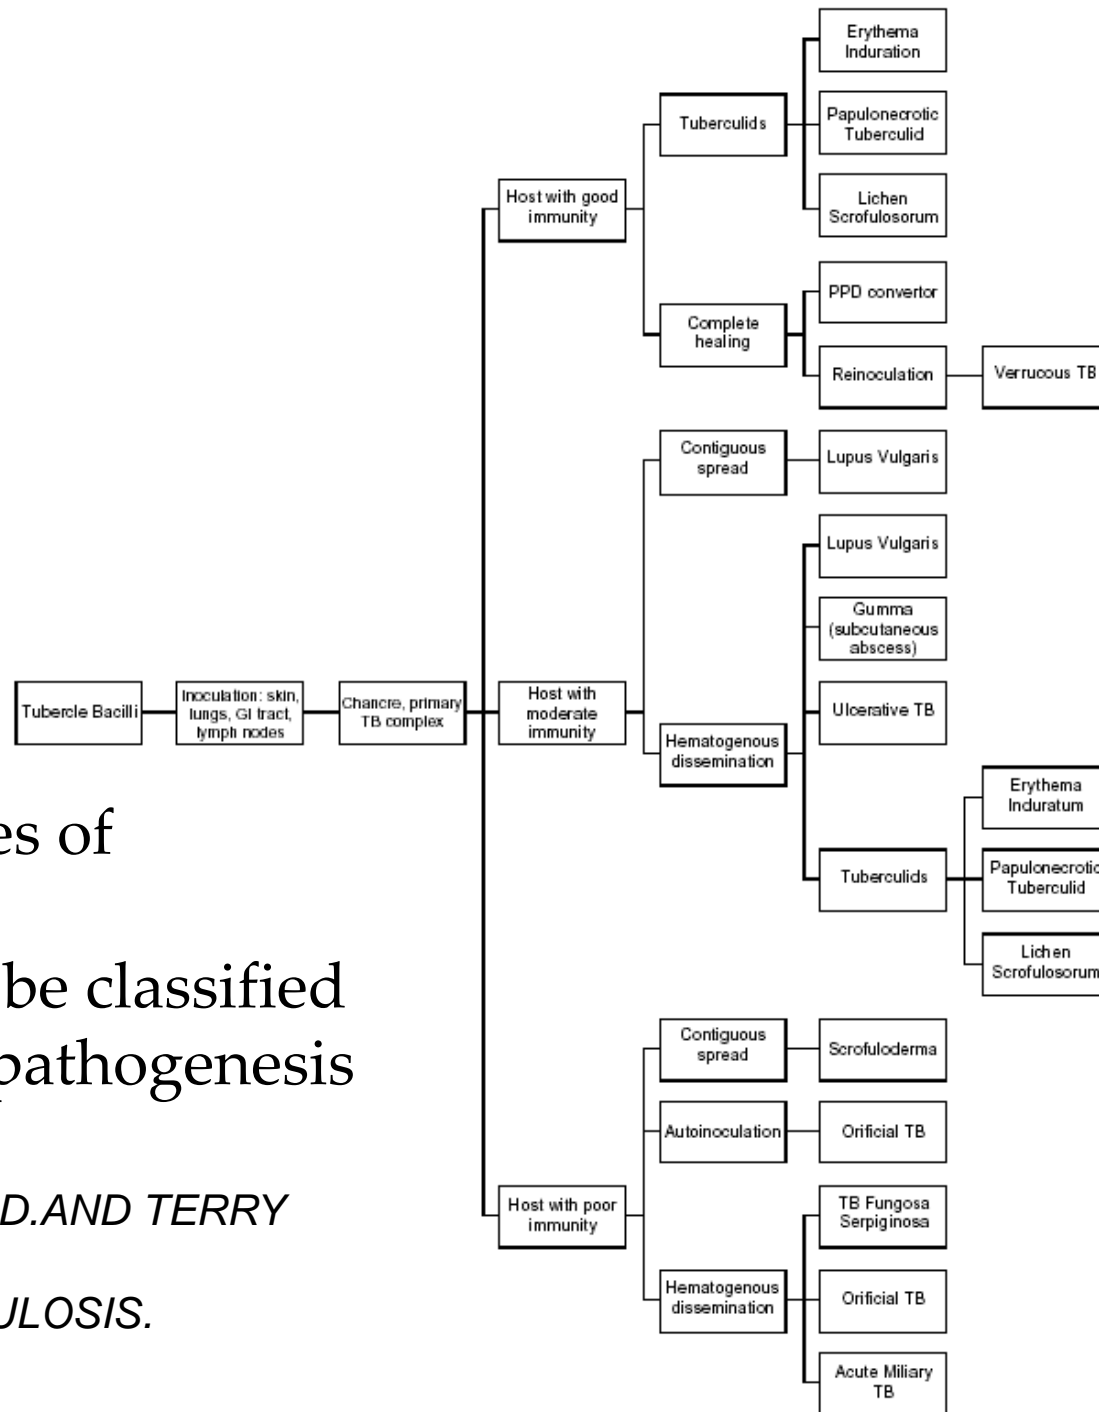 Erythema
Induration
Tuberculids
Papulonecrotic
Tuberculid
Lichen
Scrofulosorum
Host with good
immunity
PPD convertor
Complete
healing
Reinoculation
Verrucous TB
Contiguous
spread
Lupus Vulgaris
Lupus Vulgaris
Gumma
(subcutaneous
abscess)
Tubercle Bacilli
Inoculation: skin,
lungs, GI tract,
lymph nodes
Chancre, primary
TB complex
Host with
moderate
immunity
Ulcerative TB
Hematogenous
dissemination
Erythema
Induratum
Tuberculids
Papulonecrotic
Tuberculid
Lichen
Scrofulosorum
Contiguous
spread
Scrofuloderma
Autoinoculation
Orificial TB
Host with poor
immunity
TB Fungosa
Serpiginosa
Hematogenous
dissemination
Orificial TB
Acute Miliary
TB
es of
be classified
pathogenesis
D.AND TERRY
ULOSIS.